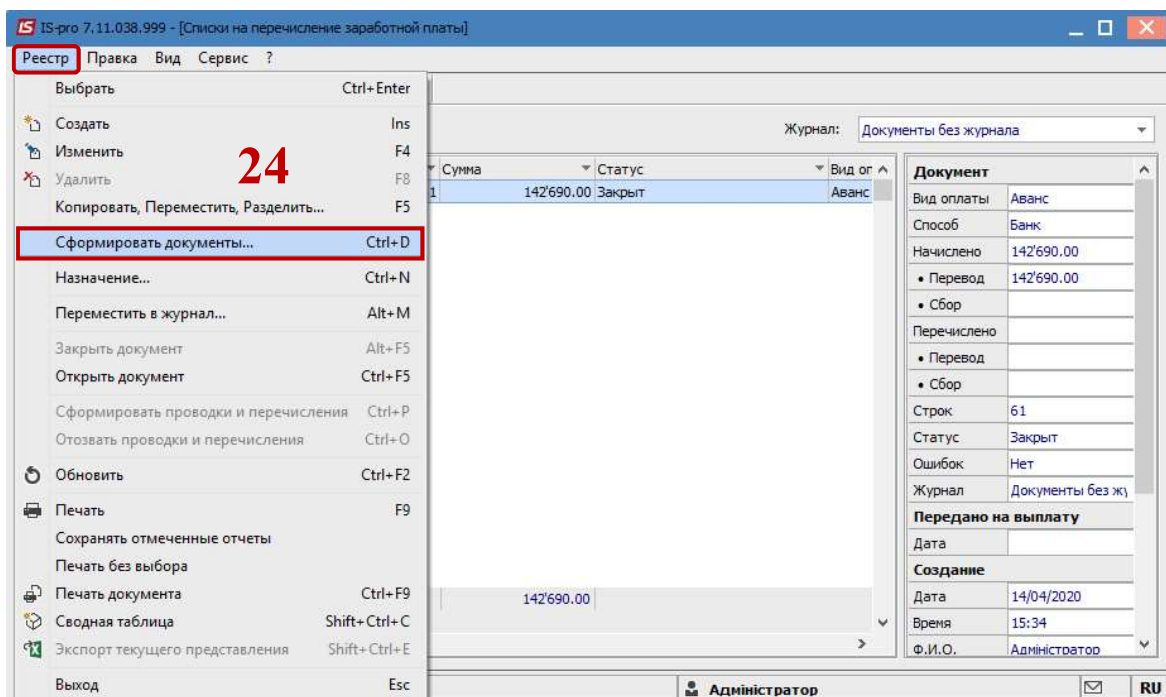 IS-pro 7.11.038.999 - [Списки на перечисление заработной платы]
Реестр Правка Вид Сервис ?
Выбрать Ctrl+Enter
Журнал: Документы без журнала
Создать Ins
Изменить F4
24
Удалить F8
Копировать, Переместить, Разделить... F5
Сформировать документы... Ctrl+D
Назначение... Ctrl+N
Переместить в журнал... Alt+M
Закрыть документ Alt+F5
Открыть документ Ctrl+F5
Сформировать проводки и перечисления Ctrl+P
Отозвать проводки и перечисления Ctrl+O
Обновить Ctrl+F2
Печать F9
Сохранять отмеченные отчеты
Печать без выбора
Печать документа Ctrl+F9
Сводная таблица Shift+Ctrl+C
Экспорт текущего представления Shift+Ctrl+E
Выход Esc
Сумма Статус Вид оп
1 142'690.00 Закрыт Аванс
142'690.00
Документ
Вид оплаты Аванс
Способ Банк
Начислено 142'690.00
• Перевод 142'690.00
• Сбор
Перечислено
• Перевод
• Сбор
Строк 61
Статус Закрыт
Ошибок Нет
Журнал Документы без жу
Передано на выплату
Дата
Создание
Дата 14/04/2020
Время 15:34
Ф.И.О. Адміністратор
Адміністратор RU